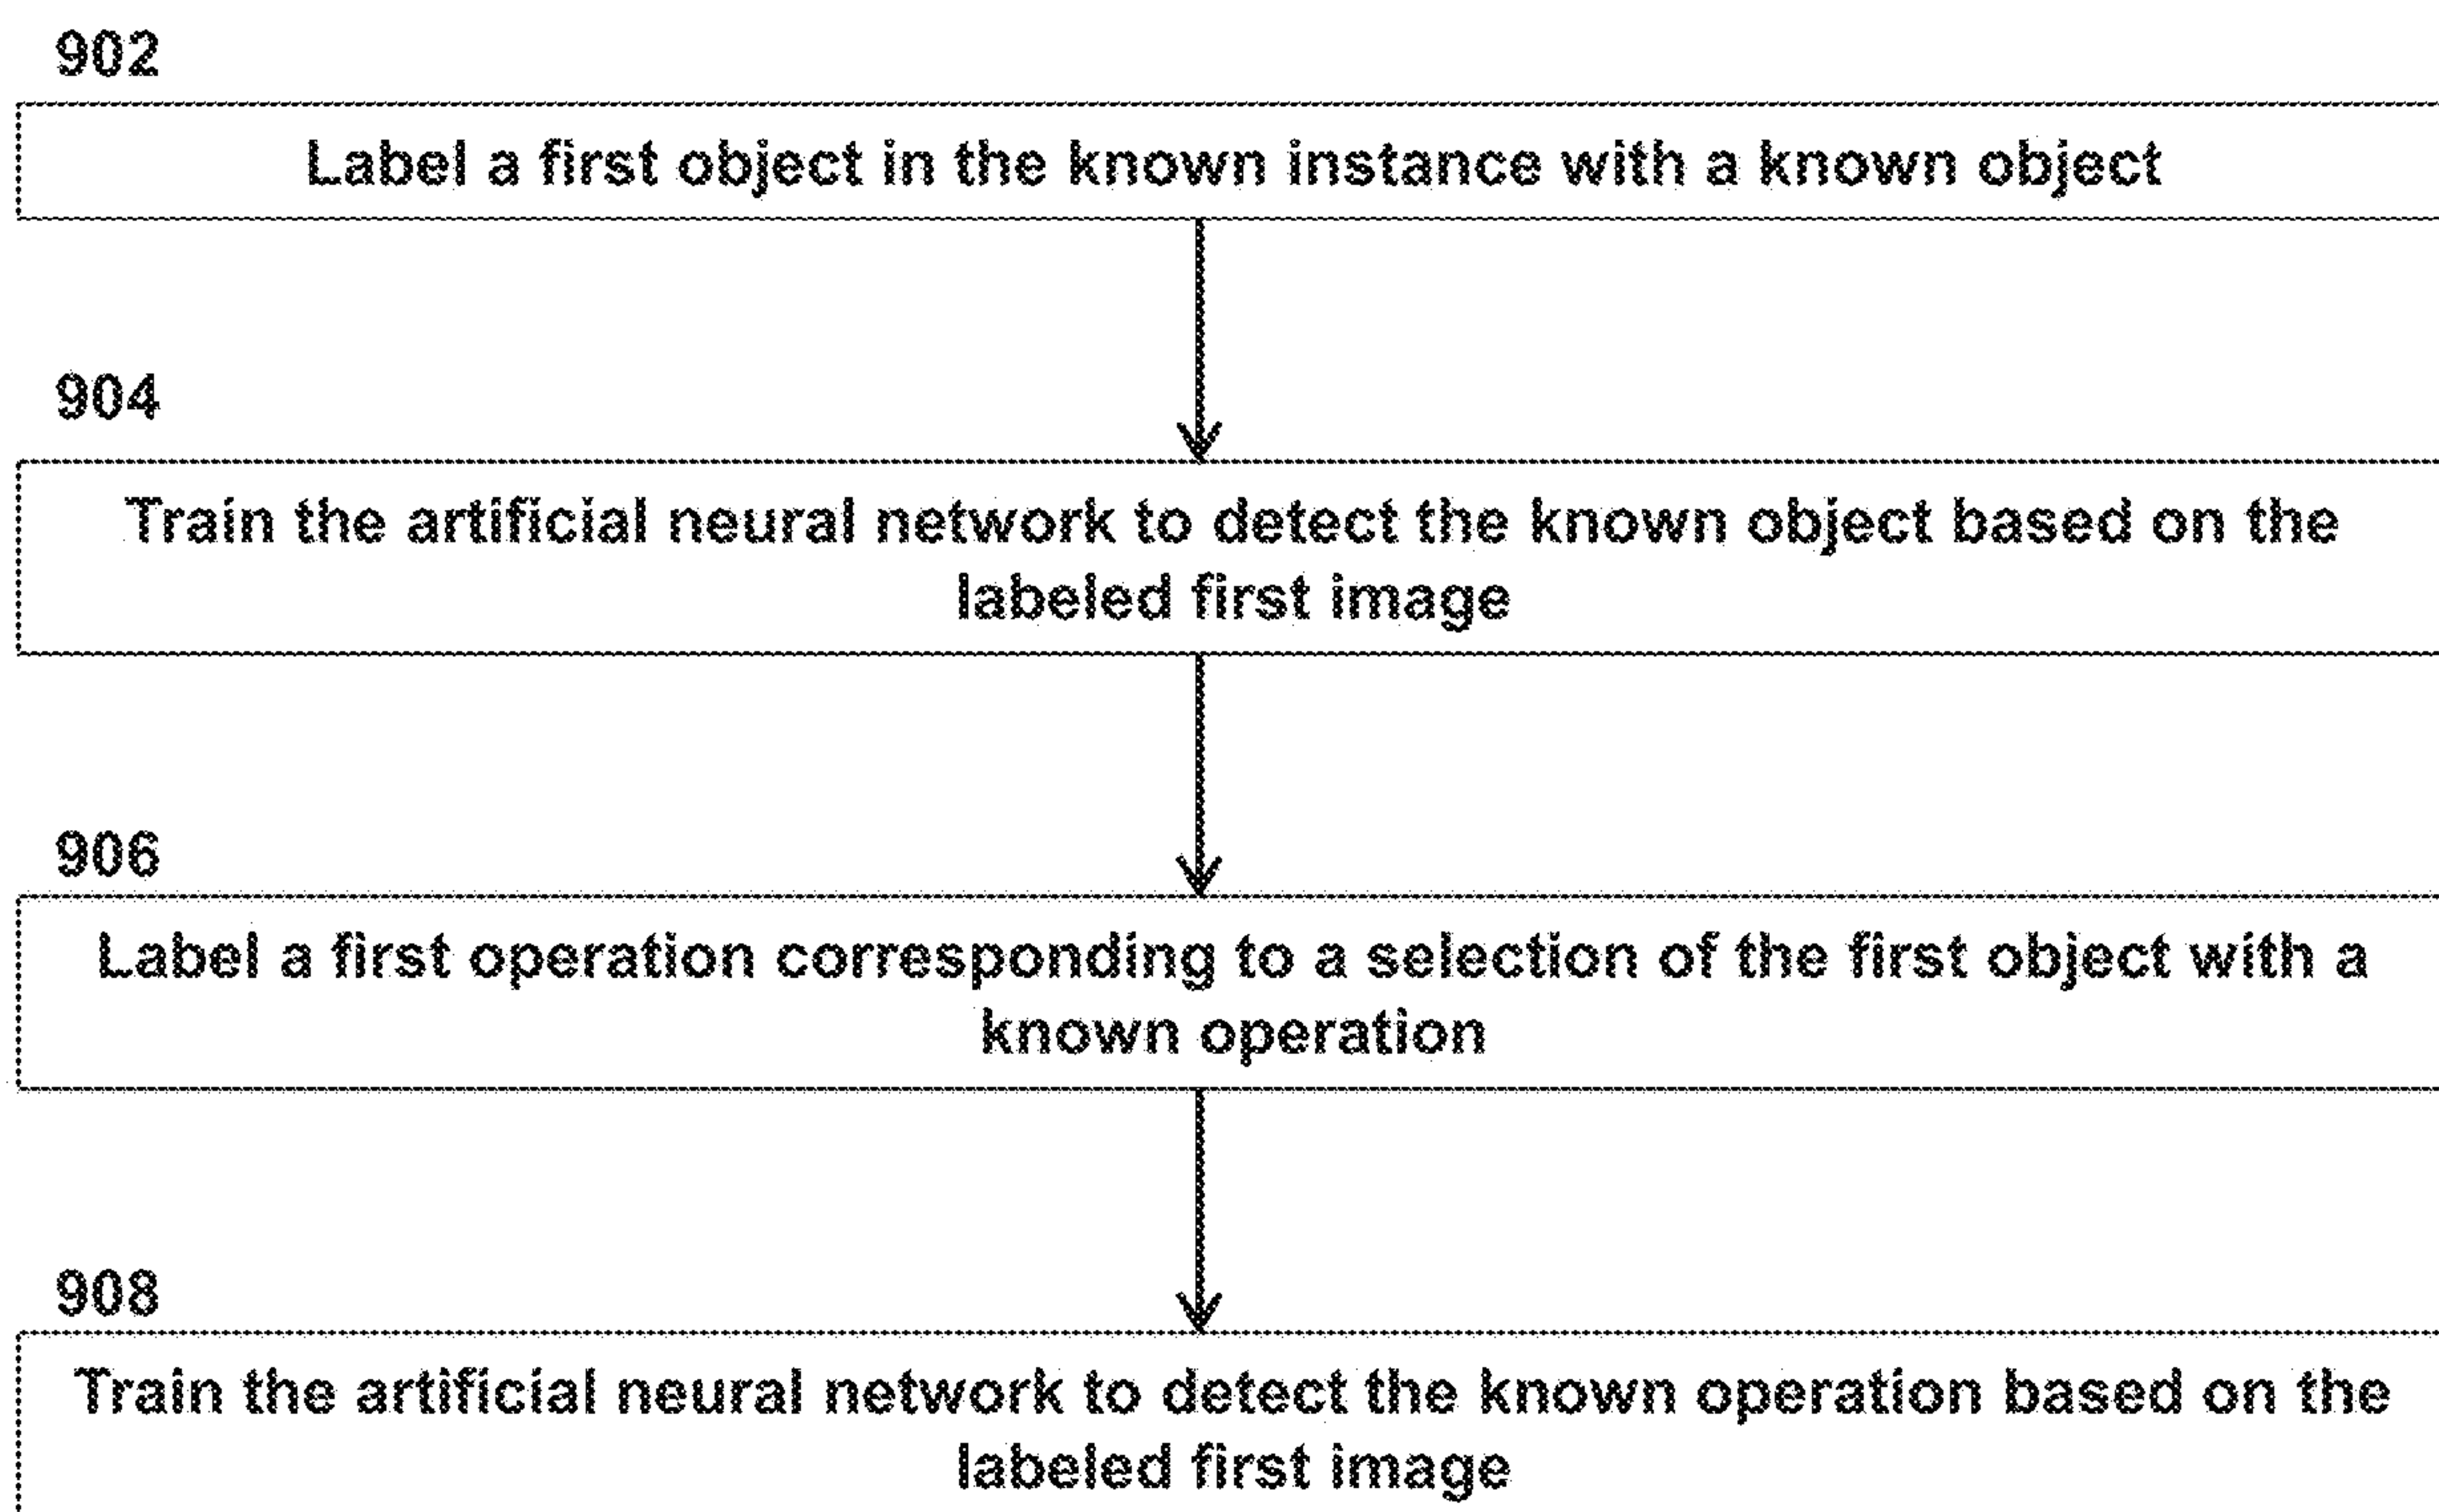 902
Label a first object in the known instance with a known object
904
Train the artificial neural network to detect the known object based on the
labeled first image
906
Label a first operation corresponding to a selection of the first object with a
known operation
908
Train the artificial neural network to detect the known operation based on the
labeled first image